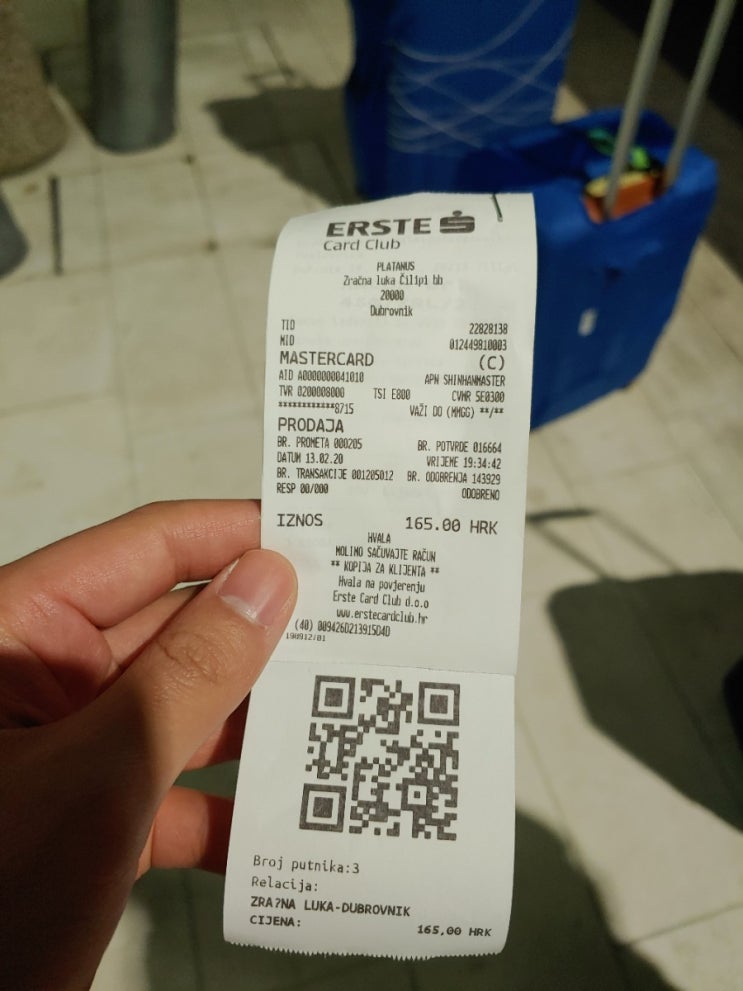 ERSTE
Card Club
PLATANUS
Zračna luka Čilipi bb
20000
Dubrovnik
TID 22828138
MID 012449810003
MASTERCARD (C)
AID A0000000041010 APN SHINHANMASTER
TVR 0200008000 TSI E800 CVMR 5E0300
************8715 VAŽI DO (MMGG) **/**
PRODAJA
BR. PROMETA 000205 BR. POTVRDE 016664
DATUM 13.02.20 VRIJEME 19:34:42
BR. TRANSAKCIJE 001205012 BR. ODOBRENJA 143929
RESP 00/000 ODOBRENO
IZNOS 165.00 HRK
HVALA
MOLIMO SAČUVAJTE RAČUN
** KOPIJA ZA KLIJENTA **
Hvala na povjerenju
Erste Card Club d.o.o
www.erstecardclub.hr
(40) 009426D213915D4D
190912/01
Broj putnika:3
Relacija:
ZRA?NA LUKA-DUBROVNIK
CIJENA: 165,00 HRK